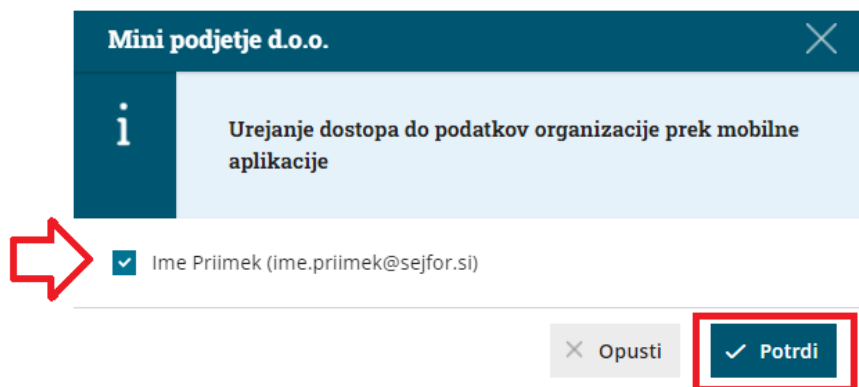 Mini podjetje d.o.o.
i
Urejanje dostopa do podatkov organizacije prek mobilne
aplikacije
Ime Priimek (ime.priimek@sejfor.si)
Opusti
Potrdi